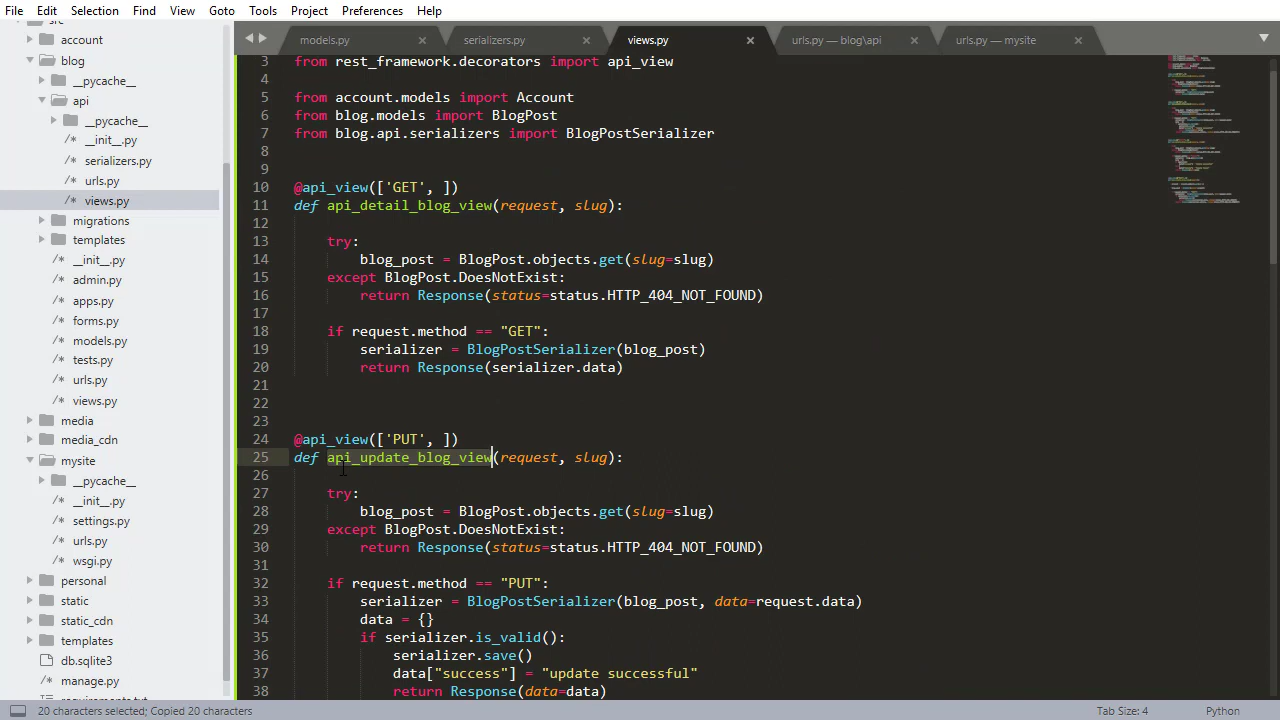 File Edit Selection Find View Goto Tools Project Preferences Help
src
account
blog
__pycache__
api
__pycache__
__init__.py
serializers.py
urls.py
views.py
migrations
templates
__init__.py
admin.py
apps.py
forms.py
models.py
tests.py
urls.py
views.py
media
media_cdn
mysite
__pycache__
__init__.py
settings.py
urls.py
wsgi.py
personal
static
static_cdn
templates
db.sqlite3
manage.py
requirements.txt
models.py serializers.py views.py urls.py — blog\api urls.py — mysite
3 from rest_framework.decorators import api_view
4
5 from account.models import Account
6 from blog.models import BlogPost
7 from blog.api.serializers import BlogPostSerializer
8
9
10 @api_view(['GET', ])
11 def api_detail_blog_view(request, slug):
12
13 try:
14 blog_post = BlogPost.objects.get(slug=slug)
15 except BlogPost.DoesNotExist:
16 return Response(status=status.HTTP_404_NOT_FOUND)
17
18 if request.method == "GET":
19 serializer = BlogPostSerializer(blog_post)
20 return Response(serializer.data)
21
22
23
24 @api_view(['PUT', ])
25 def api_update_blog_view(request, slug):
26
27 try:
28 blog_post = BlogPost.objects.get(slug=slug)
29 except BlogPost.DoesNotExist:
30 return Response(status=status.HTTP_404_NOT_FOUND)
31
32 if request.method == "PUT":
33 serializer = BlogPostSerializer(blog_post, data=request.data)
34 data = {}
35 if serializer.is_valid():
36 serializer.save()
37 data["success"] = "update successful"
38 return Response(data=data)
20 characters selected; Copied 20 characters Tab Size: 4 Python